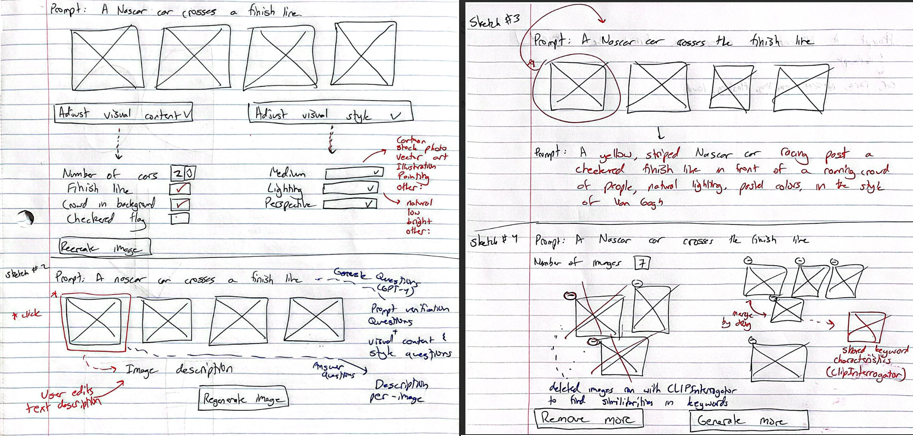 Prompt: A Nascar car crosses a finish line
Adjust visual content
Adjust visual style
Number of cars 2
Finish line
Crowd in background
Checkered flag
Recreate image
Medium
Lighting
Perspective
Cartoon
Stock photo
Vector art
Illustration
Painting
other:
natural
low
bright
other:
Sketch #2
Prompt: A nascar car crosses a finish line
Generate Questions
(GPT-4)
* click
Prompt verification
Questions
+
visual content &
style questions
Answer
questions
Description
per-image
Image description
User edits
text description
Regenerate image
Sketch #3
Prompt: A Nascar car crosses the finish line
Prompt: A yellow, striped Nascar car racing past a
checkered finish line in front of a roaring crowd
of people, natural lighting, pastel colors, in the style
of Van Gogh
Sketch #4
Prompt: A Nascar car crosses the finish line
Number of images 7
merge
by drag
shared keyword
characteristics
(ClipInterrogator)
deleted images run with CLIPInterrogator
to find similarities in keywords
Remove more
Generate more